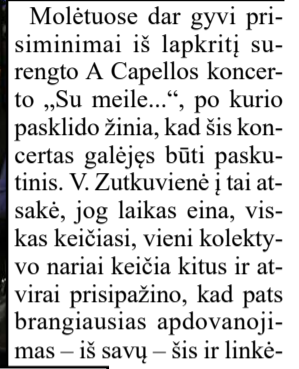 Molėtuose dar gyvi pri-
siminimai iš lapkritį su-
rengto A Capellos koncer-
to „Su meile...“, po kurio
pasklido žinia, kad šis kon-
certas galėjęs būti pasku-
tinis. V. Zutkuvienė į tai at-
sakė, jog laikas eina, vis-
kas keičiasi, vieni kolekty-
vo nariai keičia kitus ir at-
virai prisipažino, kad pats
brangiausias apdovanoji-
mas – iš savų – šis ir linkė-